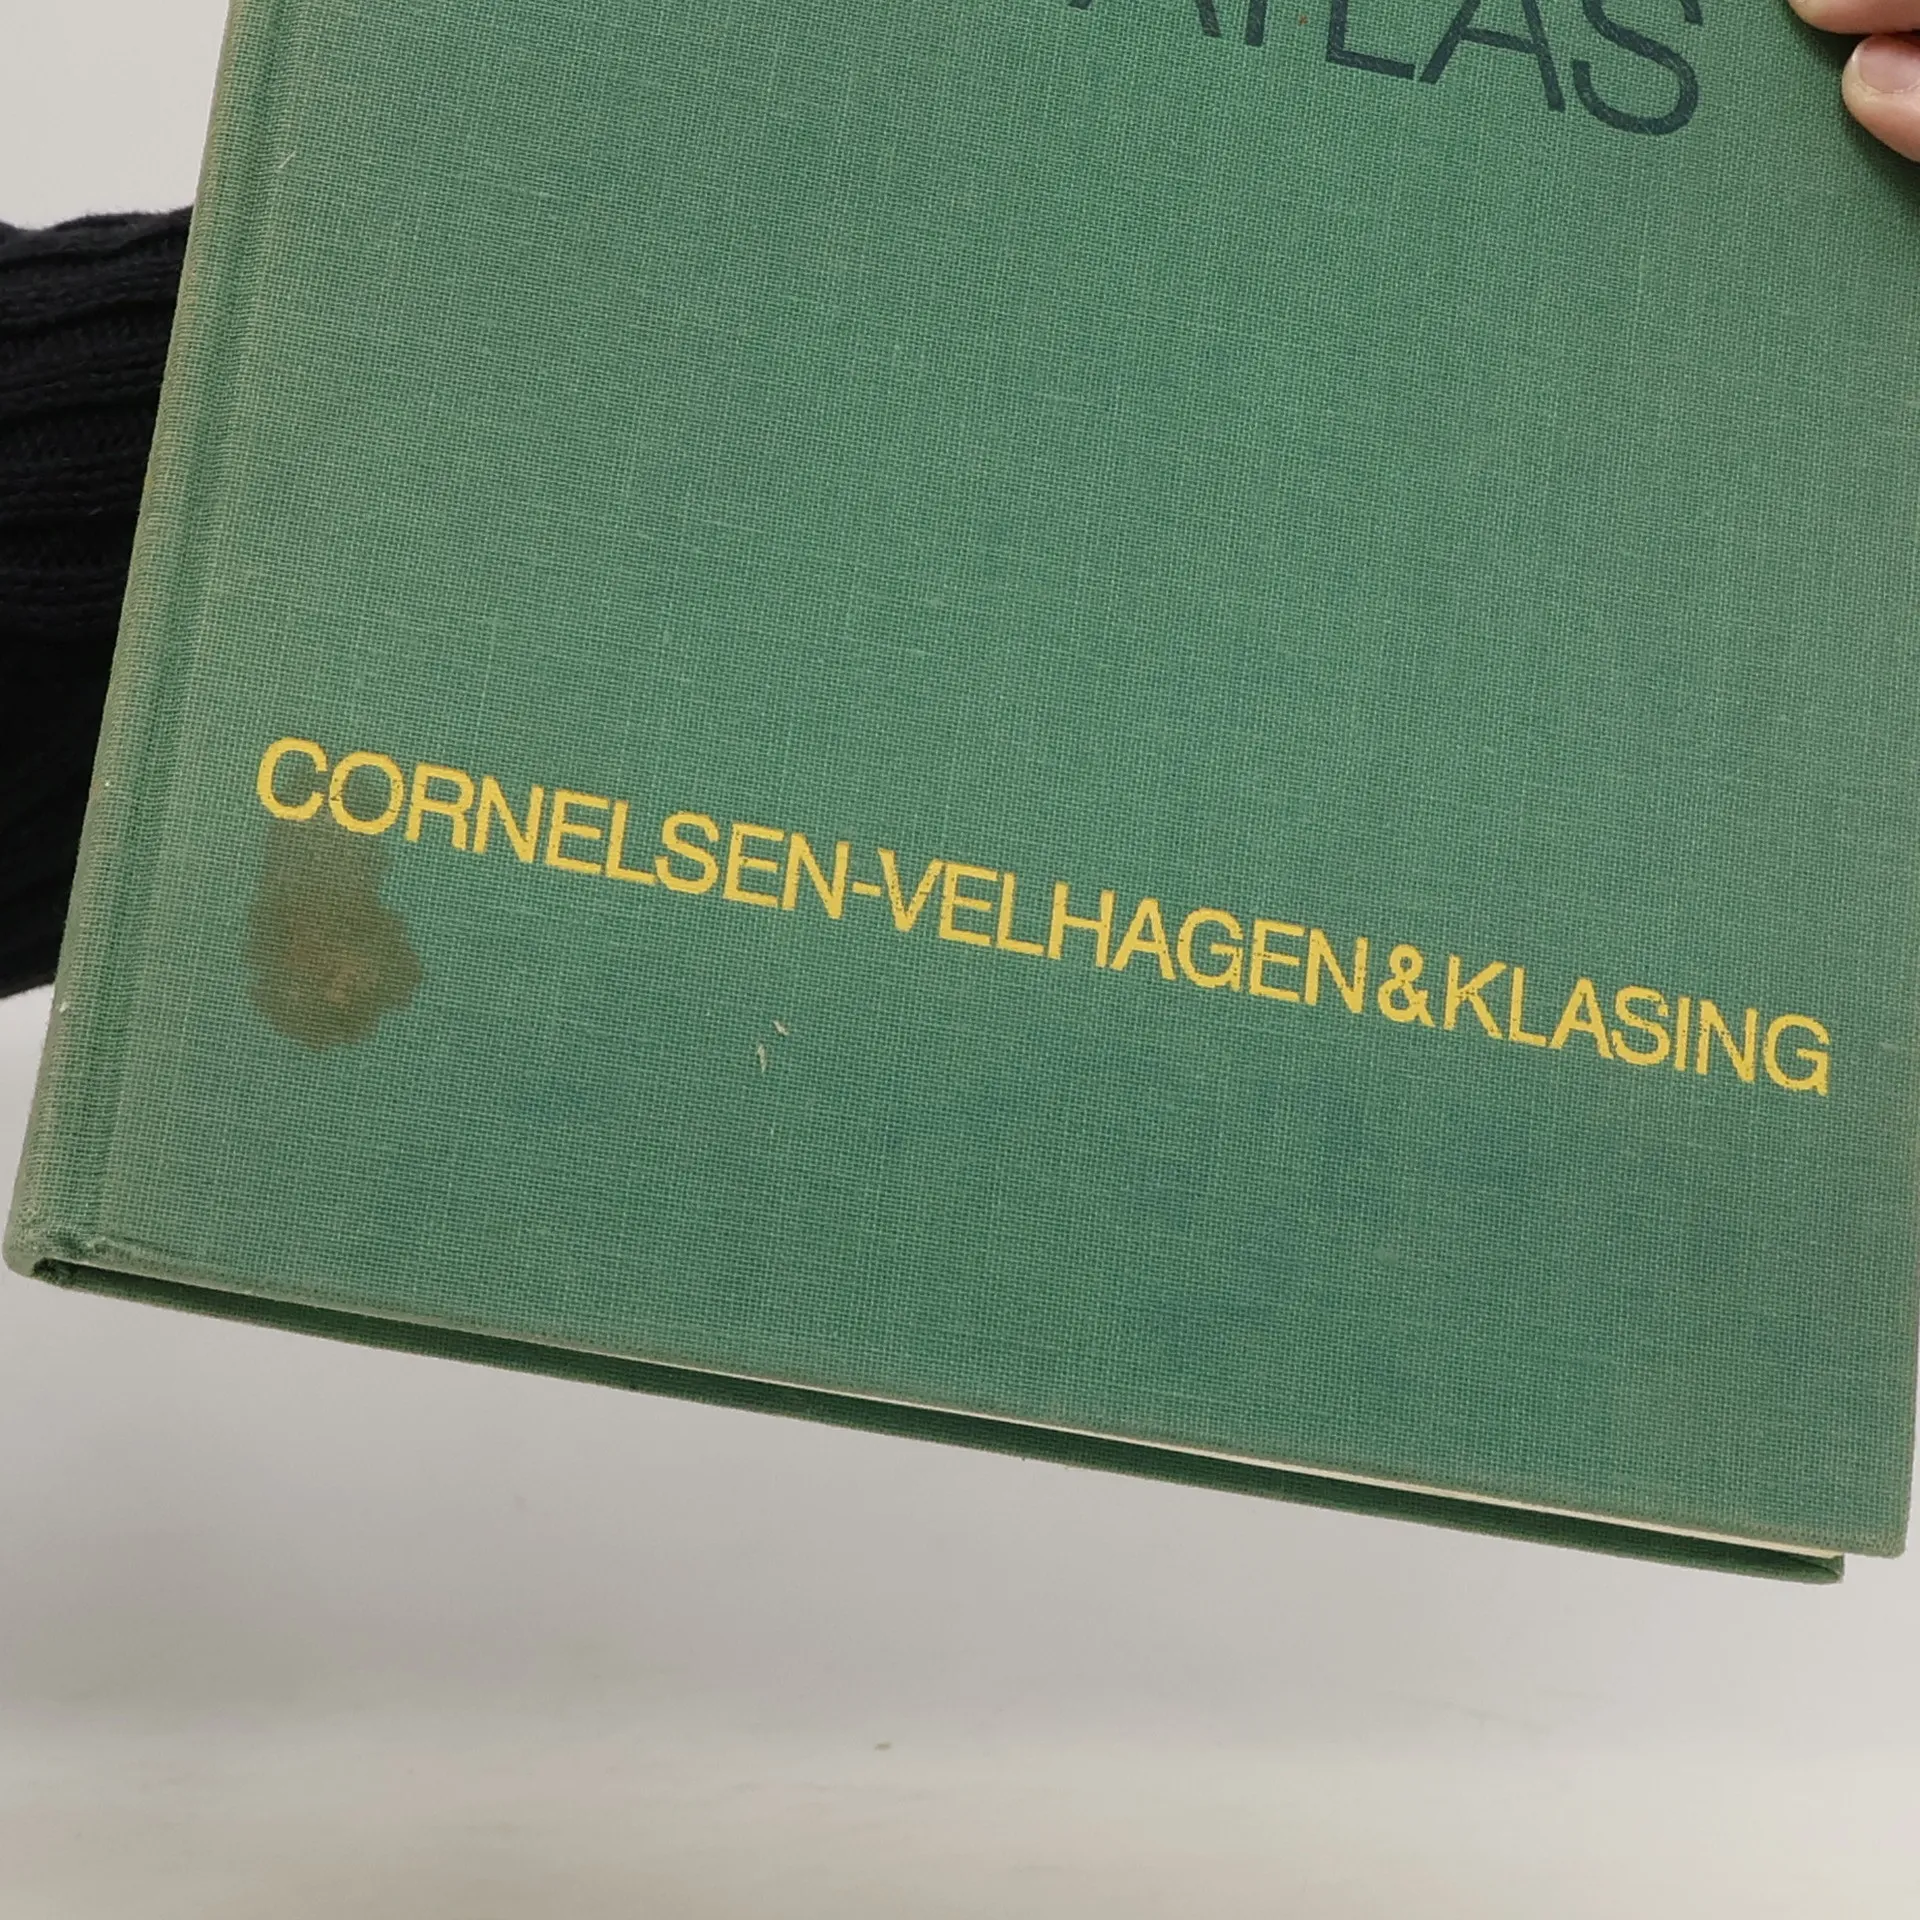 ATLAS
CORNELSEN-VELHAGEN & KLASING